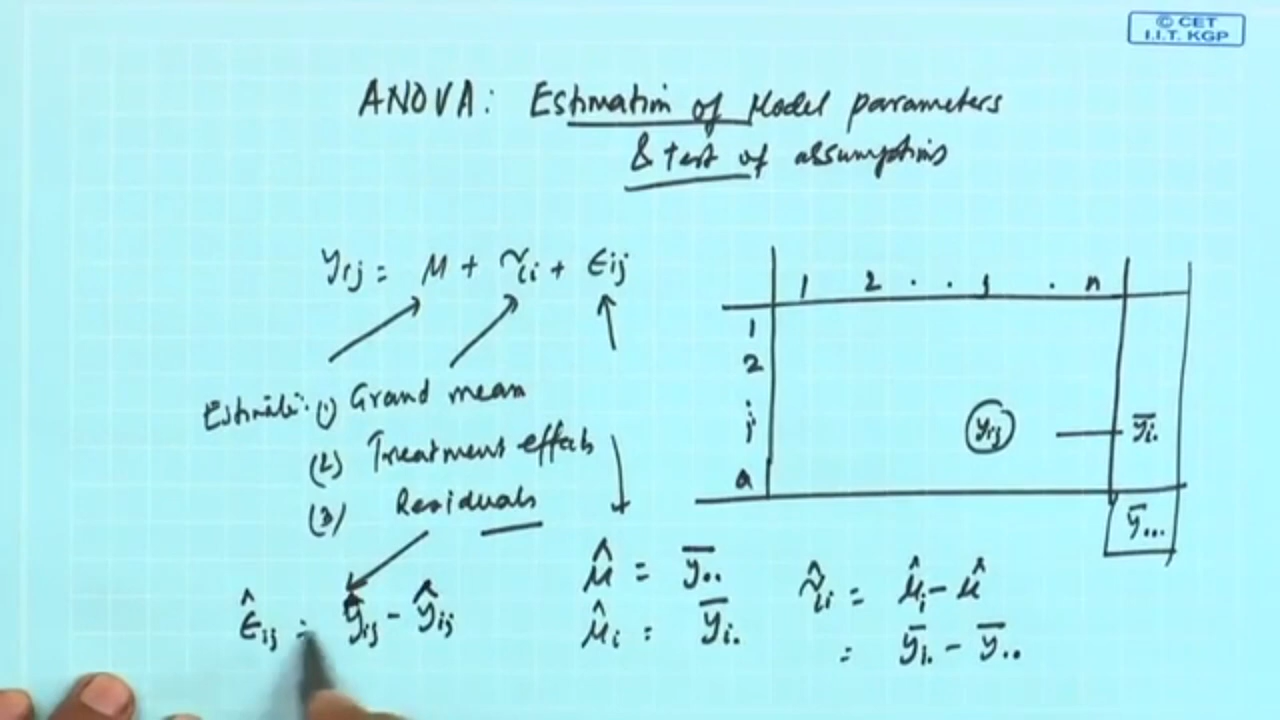 © CET
I.I.T. KGP
ANOVA: Estimation of Model parameters
& test of assumptions
yij = μ + τi + εij
1 2 . . j . n
1
2
i
a
yij
ȳi.
ȳ...
Estimate: (1) Grand mean
(2) Treatment effects
(3) Residuals
μ̂ = ȳ..
μ̂i = ȳi.
τ̂i = μ̂i - μ̂
= ȳi. - ȳ..
ε̂ij = yij - ŷij